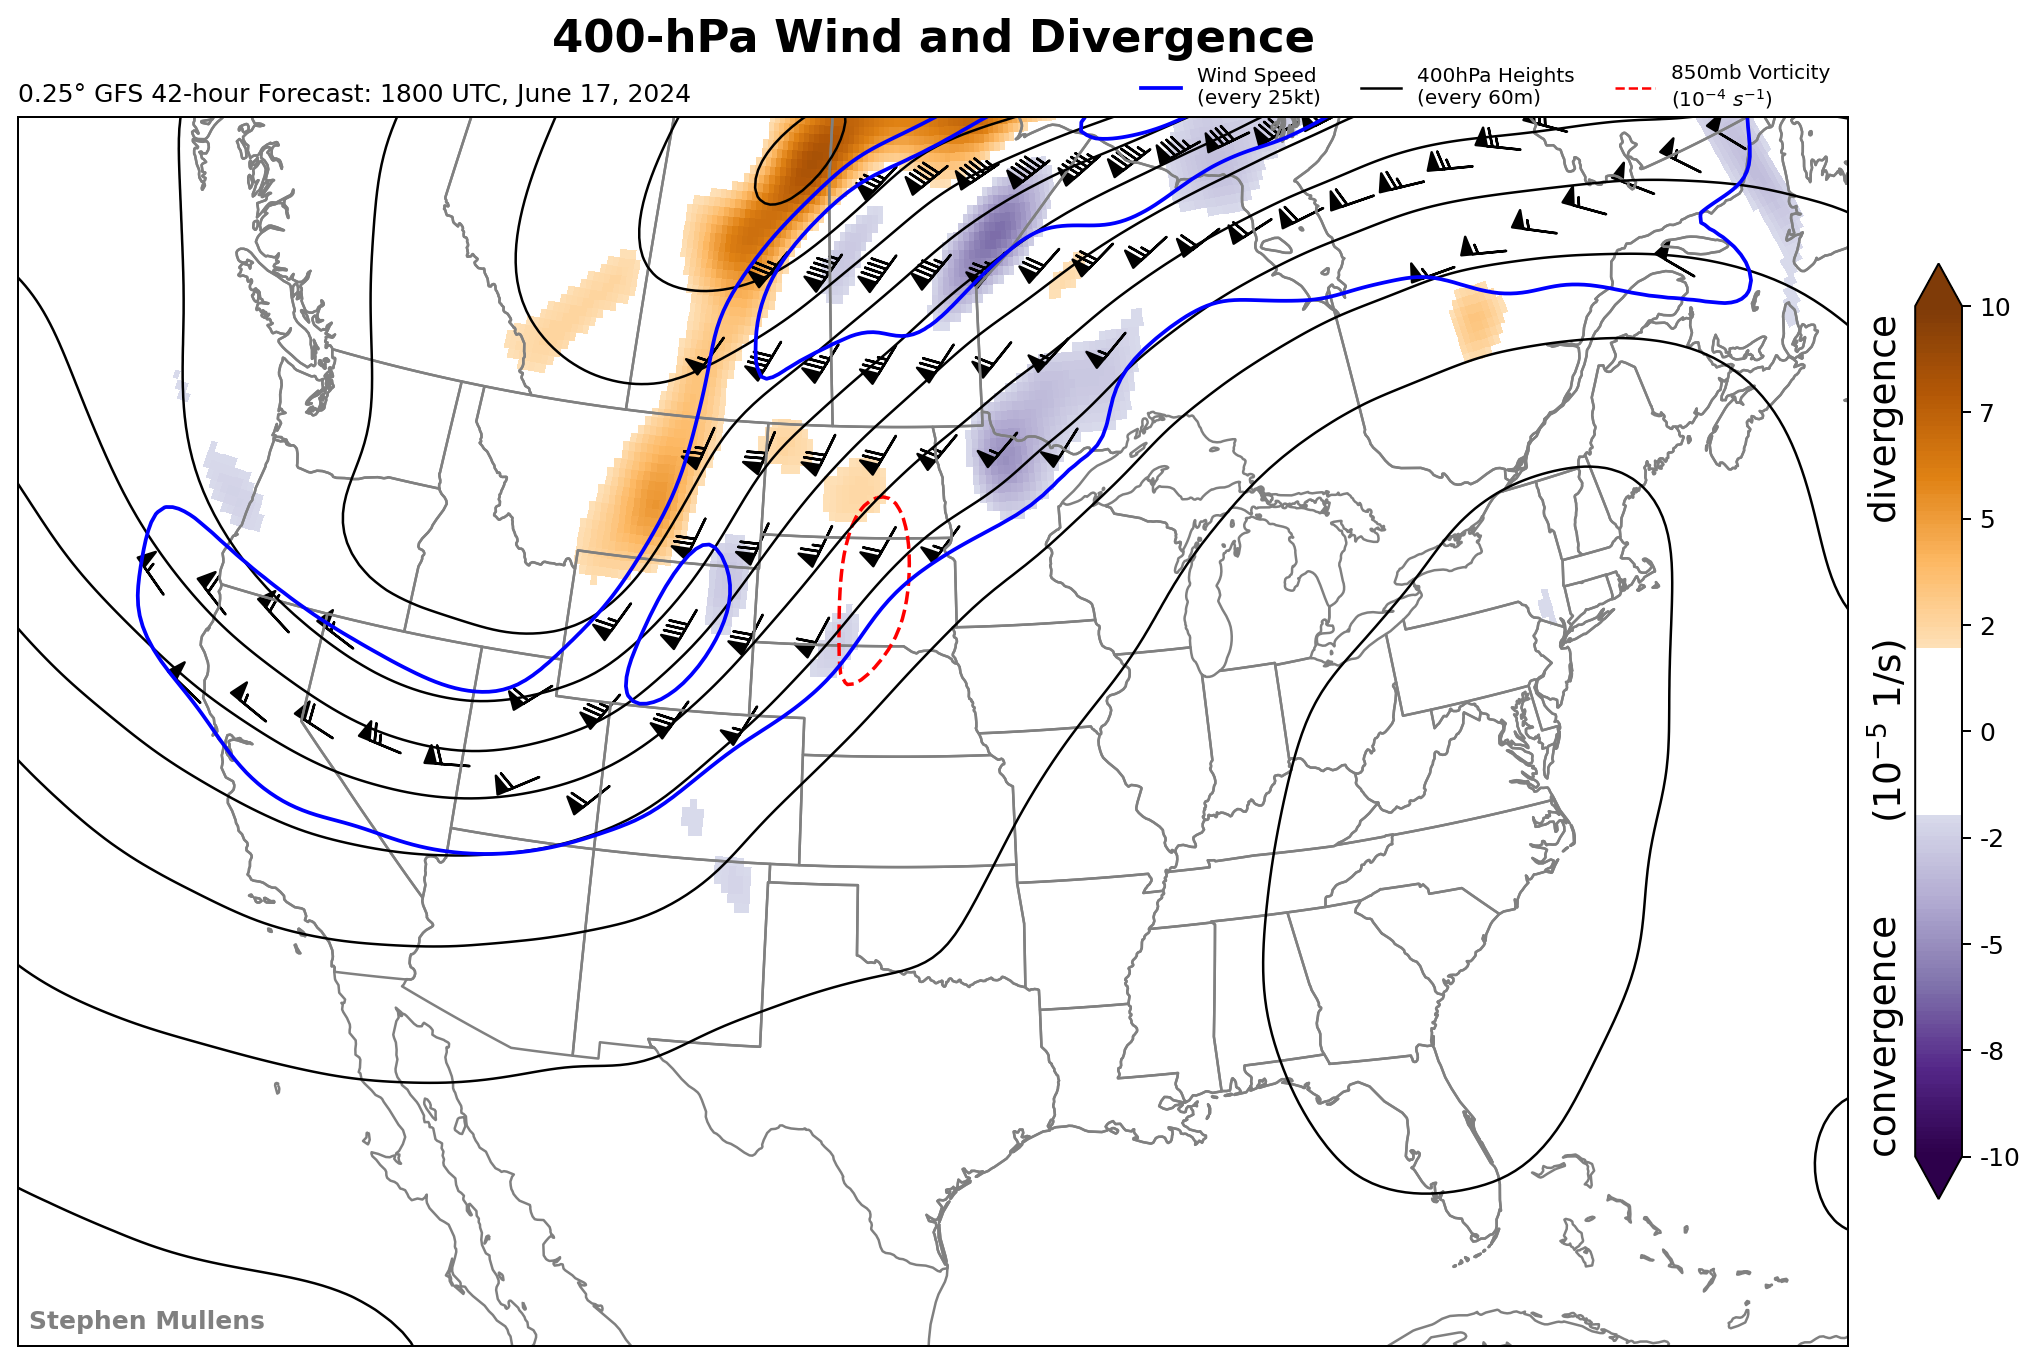 400-hPa Wind and Divergence
0.25° GFS 42-hour Forecast: 1800 UTC, June 17, 2024
Wind Speed
(every 25kt)
400hPa Heights
(every 60m)
850mb Vorticity
(10⁻⁴ s⁻¹)
10
7
5
2
0
-2
-5
-8
-10
convergence (10⁻⁵ 1/s) divergence
Stephen Mullens